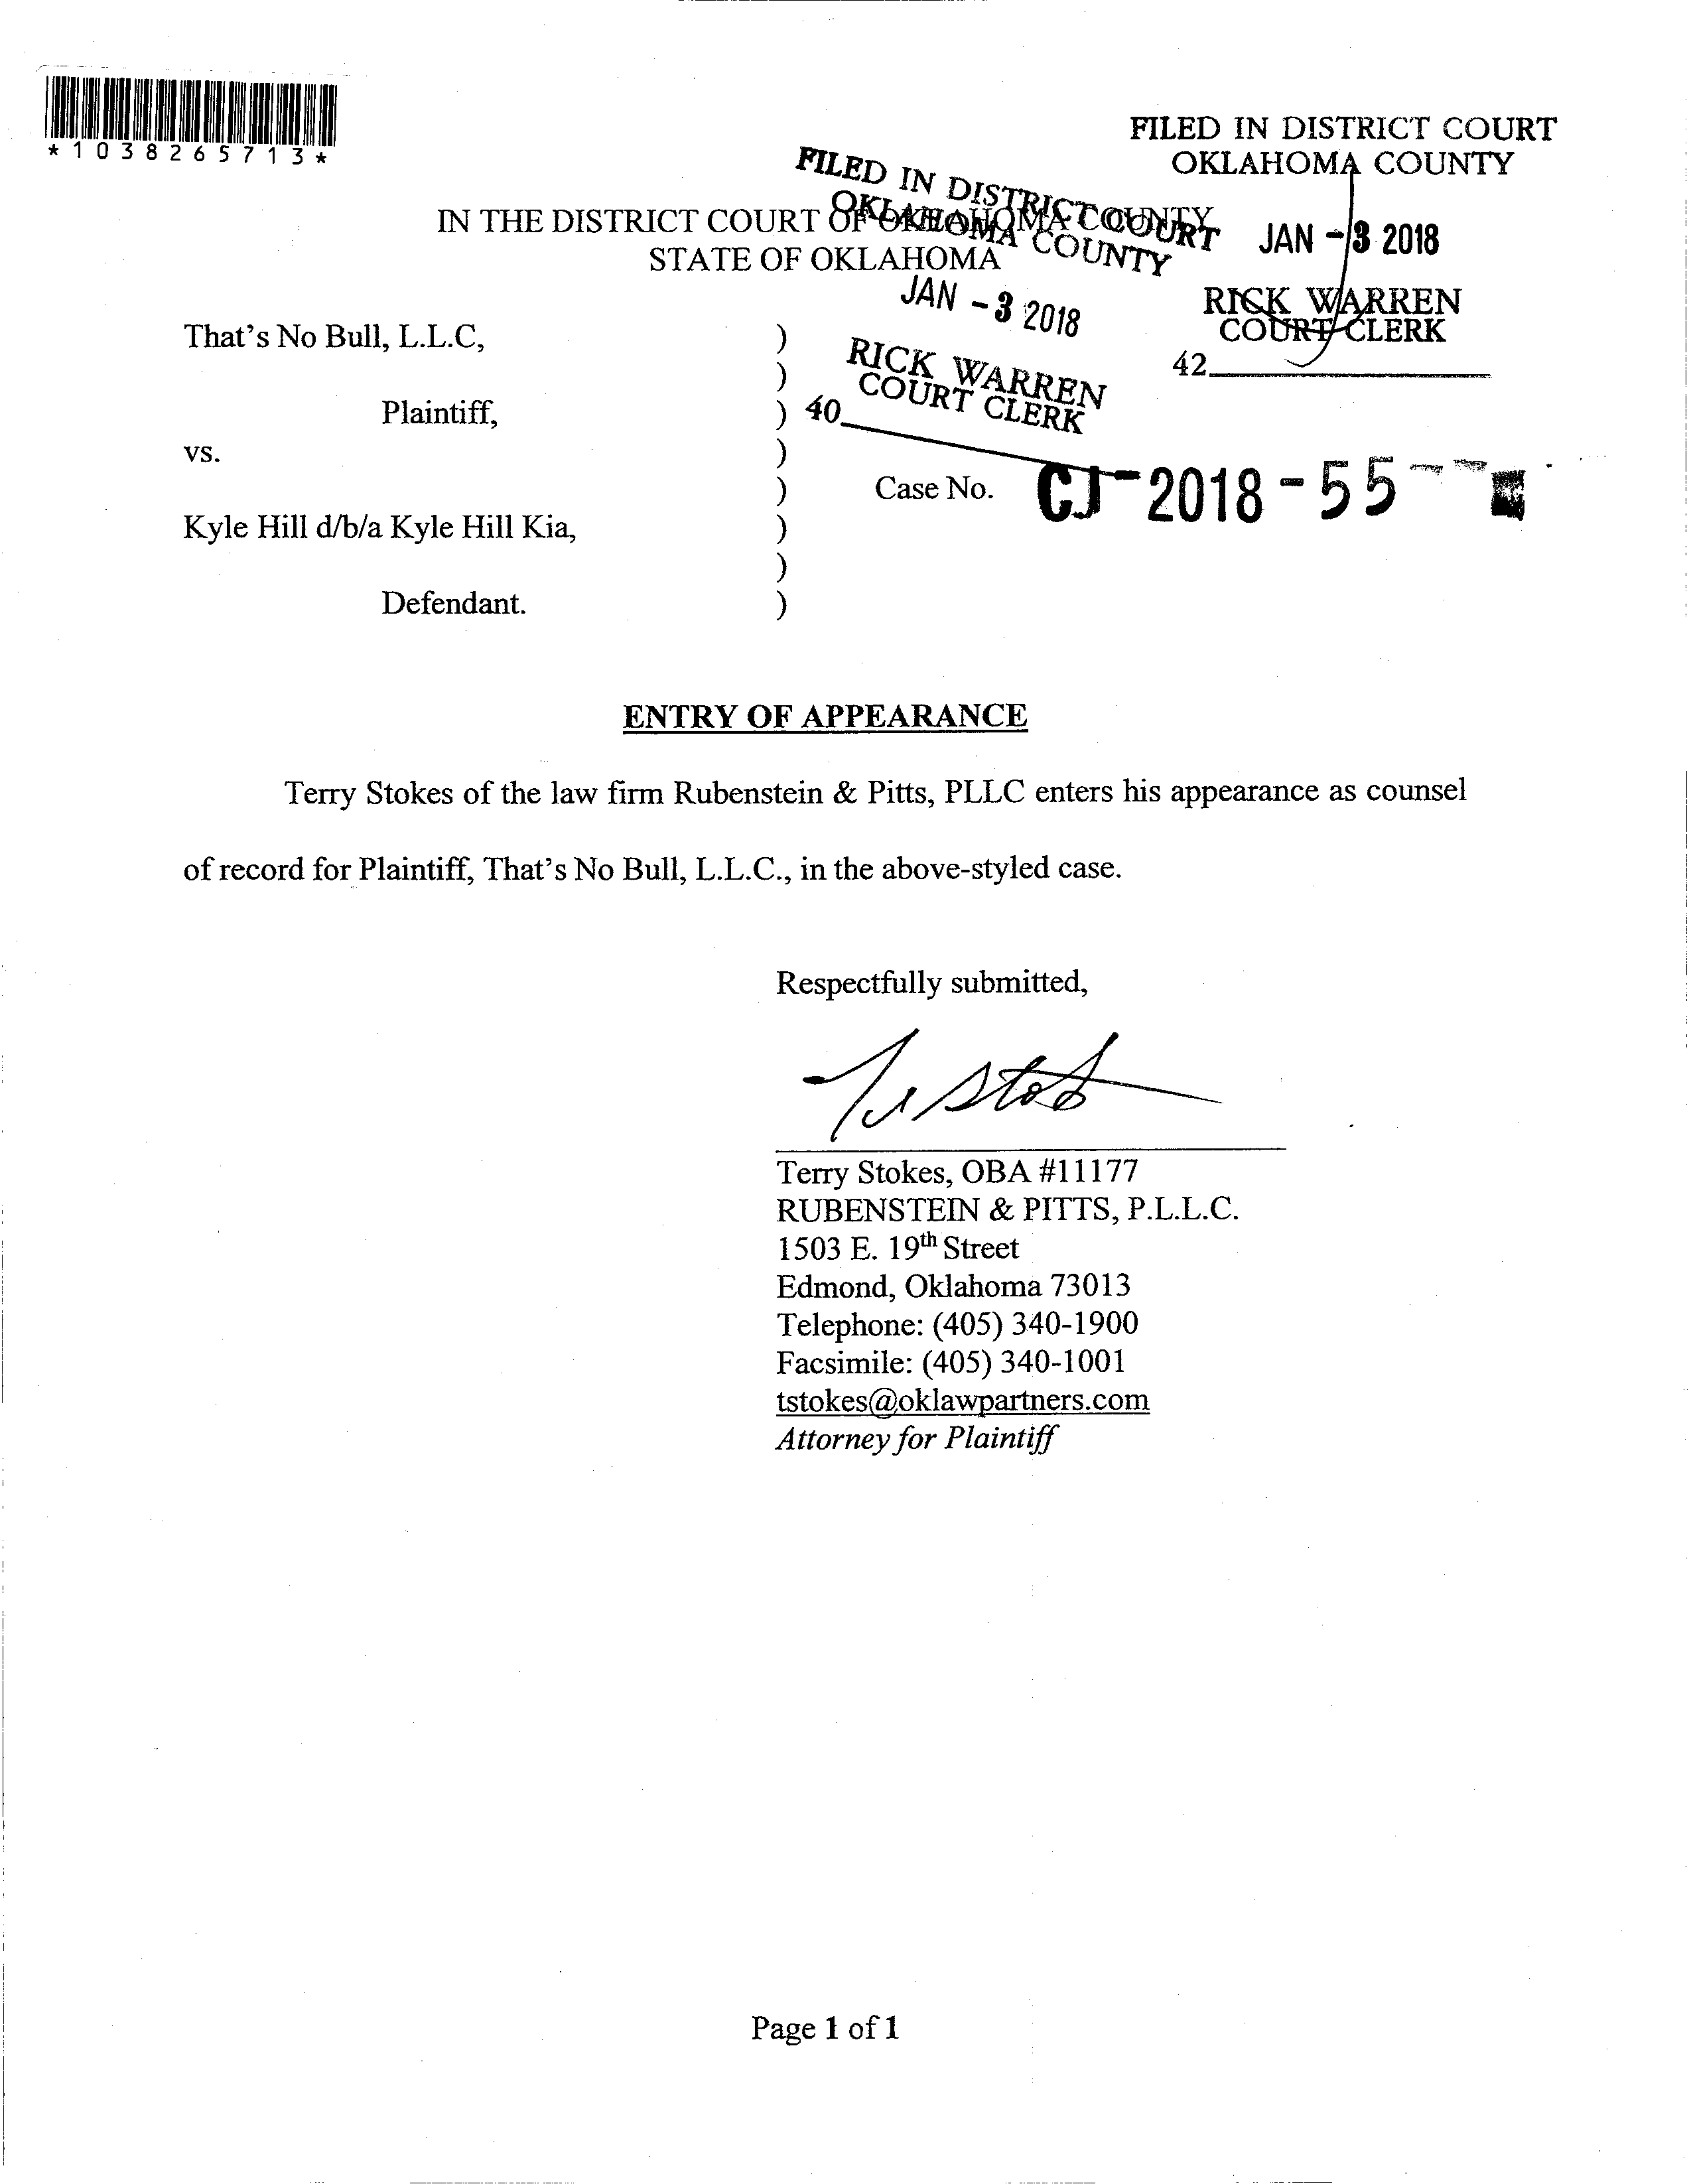 *1038265713*
FILED IN DISTRICT COURT
OKLAHOMA COUNTY
JAN - 3 2018
RICK WARREN
COURT CLERK
42
FILED IN DISTRICT COURT
OKLAHOMA COUNTY
JAN - 3 2018
RICK WARREN
COURT CLERK
40
IN THE DISTRICT COURT OF OKLAHOMA COUNTY
STATE OF OKLAHOMA
That's No Bull, L.L.C, )
)
Plaintiff, )
vs. )
) Case No. CJ-2018-55
Kyle Hill d/b/a Kyle Hill Kia, )
)
Defendant. )
ENTRY OF APPEARANCE
Terry Stokes of the law firm Rubenstein & Pitts, PLLC enters his appearance as counsel
of record for Plaintiff, That's No Bull, L.L.C., in the above-styled case.
Respectfully submitted,
Terry Stokes, OBA #11177
RUBENSTEIN & PITTS, P.L.L.C.
1503 E. 19th Street
Edmond, Oklahoma 73013
Telephone: (405) 340-1900
Facsimile: (405) 340-1001
tstokes@oklawpartners.com
Attorney for Plaintiff
Page 1 of 1